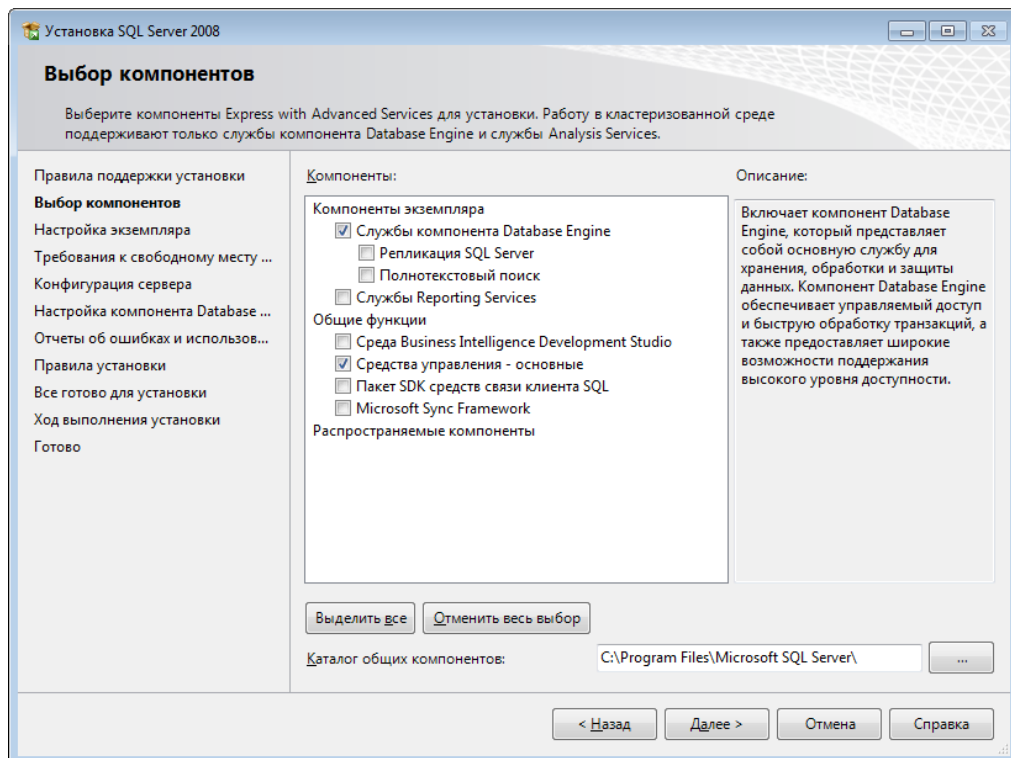 Установка SQL Server 2008
Выбор компонентов
Выберите компоненты Express with Advanced Services для установки. Работу в кластеризованной среде
поддерживают только службы компонента Database Engine и службы Analysis Services.
Правила поддержки установки
Выбор компонентов
Настройка экземпляра
Требования к свободному месту ...
Конфигурация сервера
Настройка компонента Database ...
Отчеты об ошибках и использов...
Правила установки
Все готово для установки
Ход выполнения установки
Готово
Компоненты:
Компоненты экземпляра
Службы компонента Database Engine
Репликация SQL Server
Полнотекстовый поиск
Службы Reporting Services
Общие функции
Среда Business Intelligence Development Studio
Средства управления - основные
Пакет SDK средств связи клиента SQL
Microsoft Sync Framework
Распространяемые компоненты
Описание:
Включает компонент Database
Engine, который представляет
собой основную службу для
хранения, обработки и защиты
данных. Компонент Database Engine
обеспечивает управляемый доступ
и быструю обработку транзакций, а
также предоставляет широкие
возможности поддержания
высокого уровня доступности.
Выделить все
Отменить весь выбор
Каталог общих компонентов:
C:\Program Files\Microsoft SQL Server\
...
< Назад
Далее >
Отмена
Справка